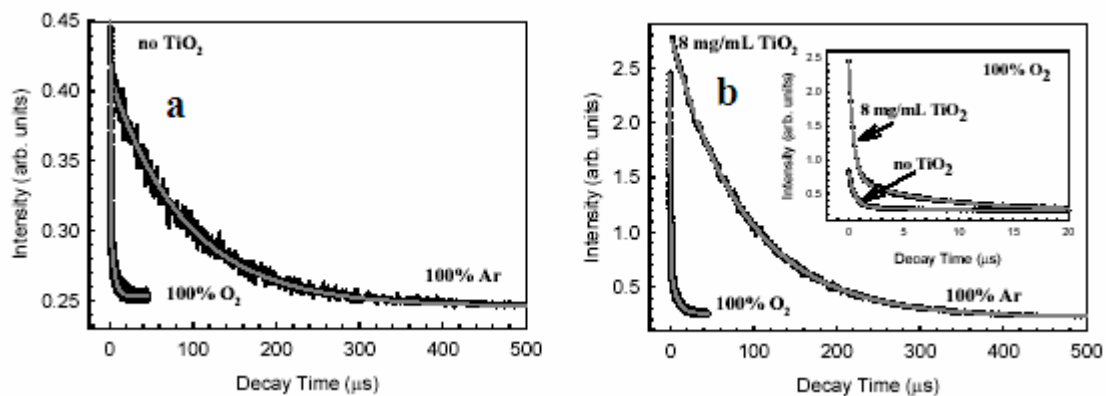 0.45
0.40
0.35
0.30
0.25
Intensity (arb. units)
no TiO₂
a
100% Ar
100% O₂
0
100
200
300
400
500
Decay Time (µs)
2.5
2.0
1.5
1.0
0.5
Intensity (arb. units)
8 mg/mL TiO₂
b
100% Ar
100% O₂
0
100
200
300
400
500
Decay Time (µs)
2.5
2.0
1.5
1.0
0.5
Intensity (arb. units)
100% O₂
8 mg/mL TiO₂
no TiO₂
0
5
10
15
20
Decay Time (µs)